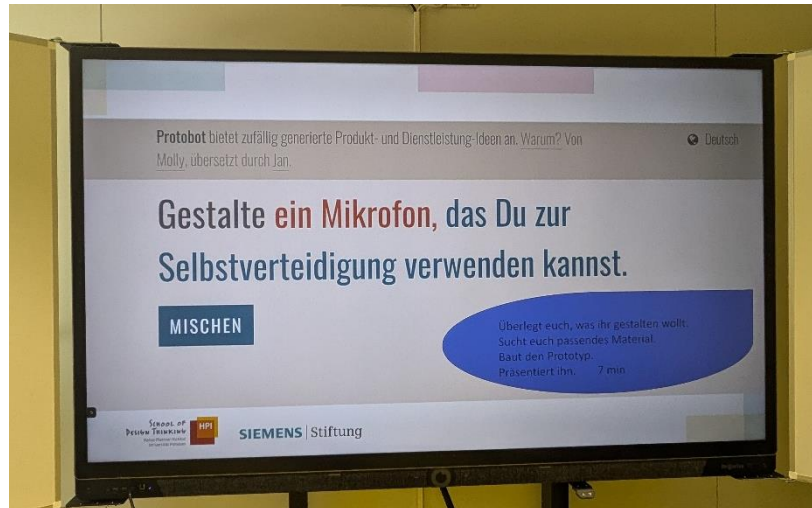 Protobot bietet zufällig generierte Produkt- und Dienstleistung-Ideen an. Warum? Von
Molly, übersetzt durch Jan.
Deutsch
Gestalte ein Mikrofon, das Du zur
Selbstverteidigung verwenden kannst.
MISCHEN
Überlegt euch, was ihr gestalten wollt.
Sucht euch passendes Material.
Baut den Prototyp.
Präsentiert ihn. 7 min
School of
Design Thinking
HPI
SIEMENS | Stiftung